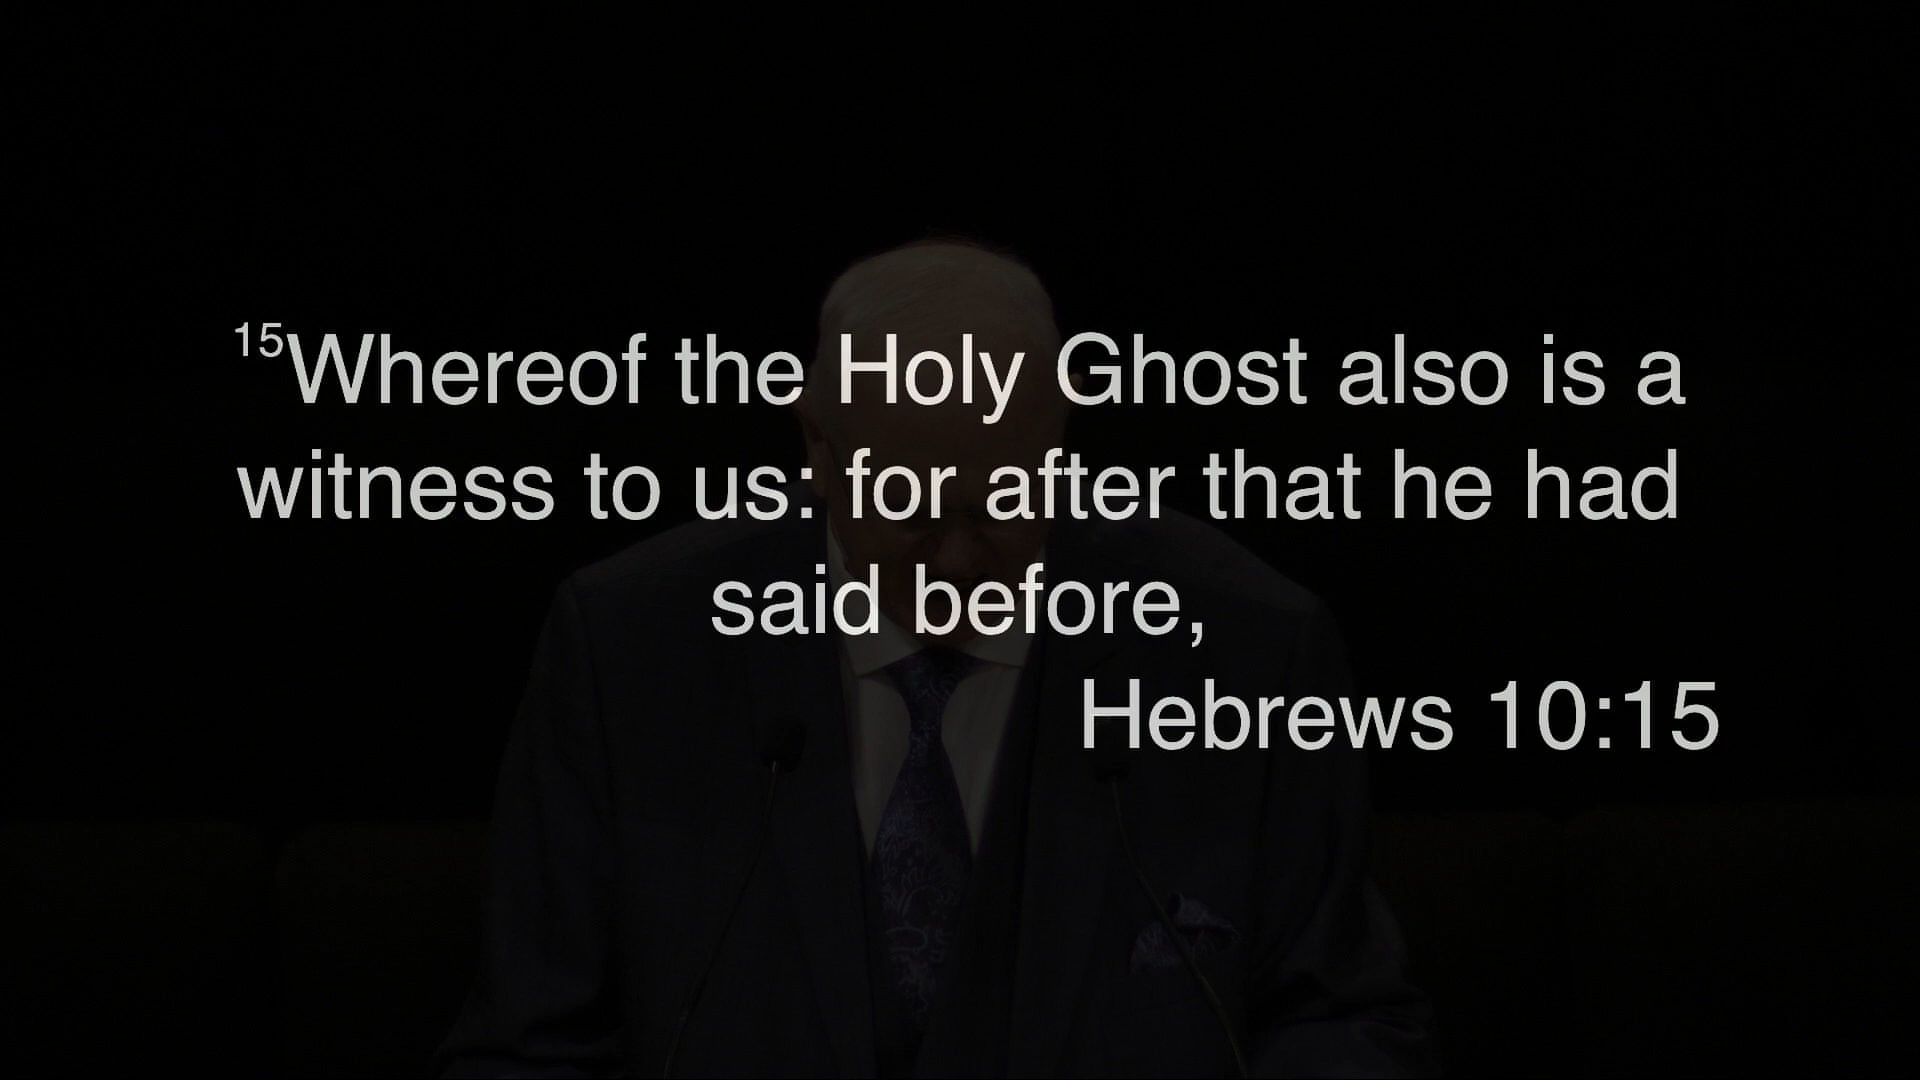 15Whereof the Holy Ghost also is a
witness to us: for after that he had
said before,
Hebrews 10:15